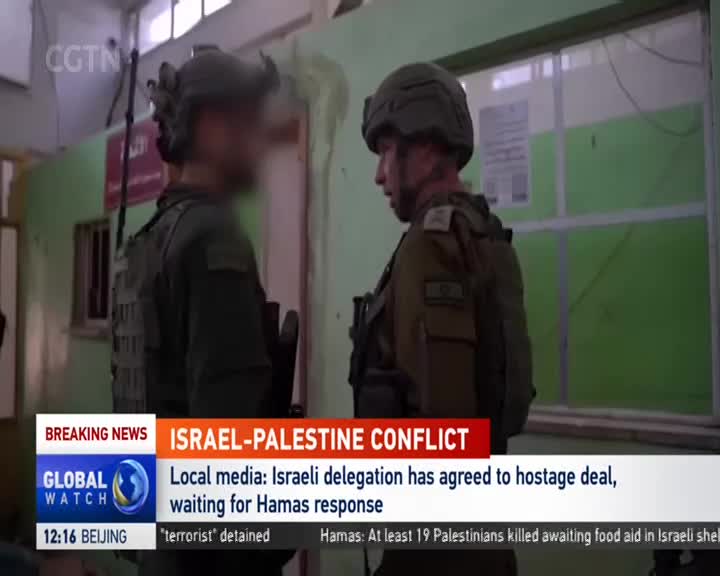 CGTN
BREAKING NEWS
ISRAEL-PALESTINE CONFLICT
GLOBAL
WATCH
Local media: Israeli delegation has agreed to hostage deal,
waiting for Hamas response
12:16 BEIJING
"terrorist" detained Hamas: At least 19 Palestinians killed awaiting food aid in Israeli shel